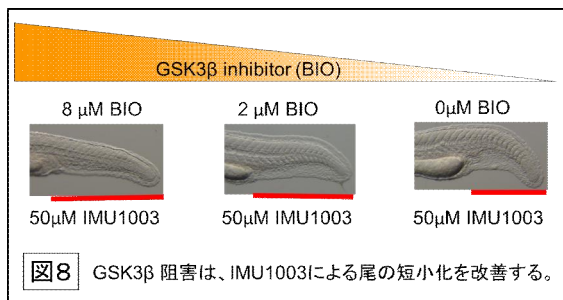 GSK3β inhibitor (BIO)
8 μM BIO 2 μM BIO 0μM BIO
50μM IMU1003 50μM IMU1003 50μM IMU1003
図8 GSK3β 阻害は、IMU1003による尾の短小化を改善する。